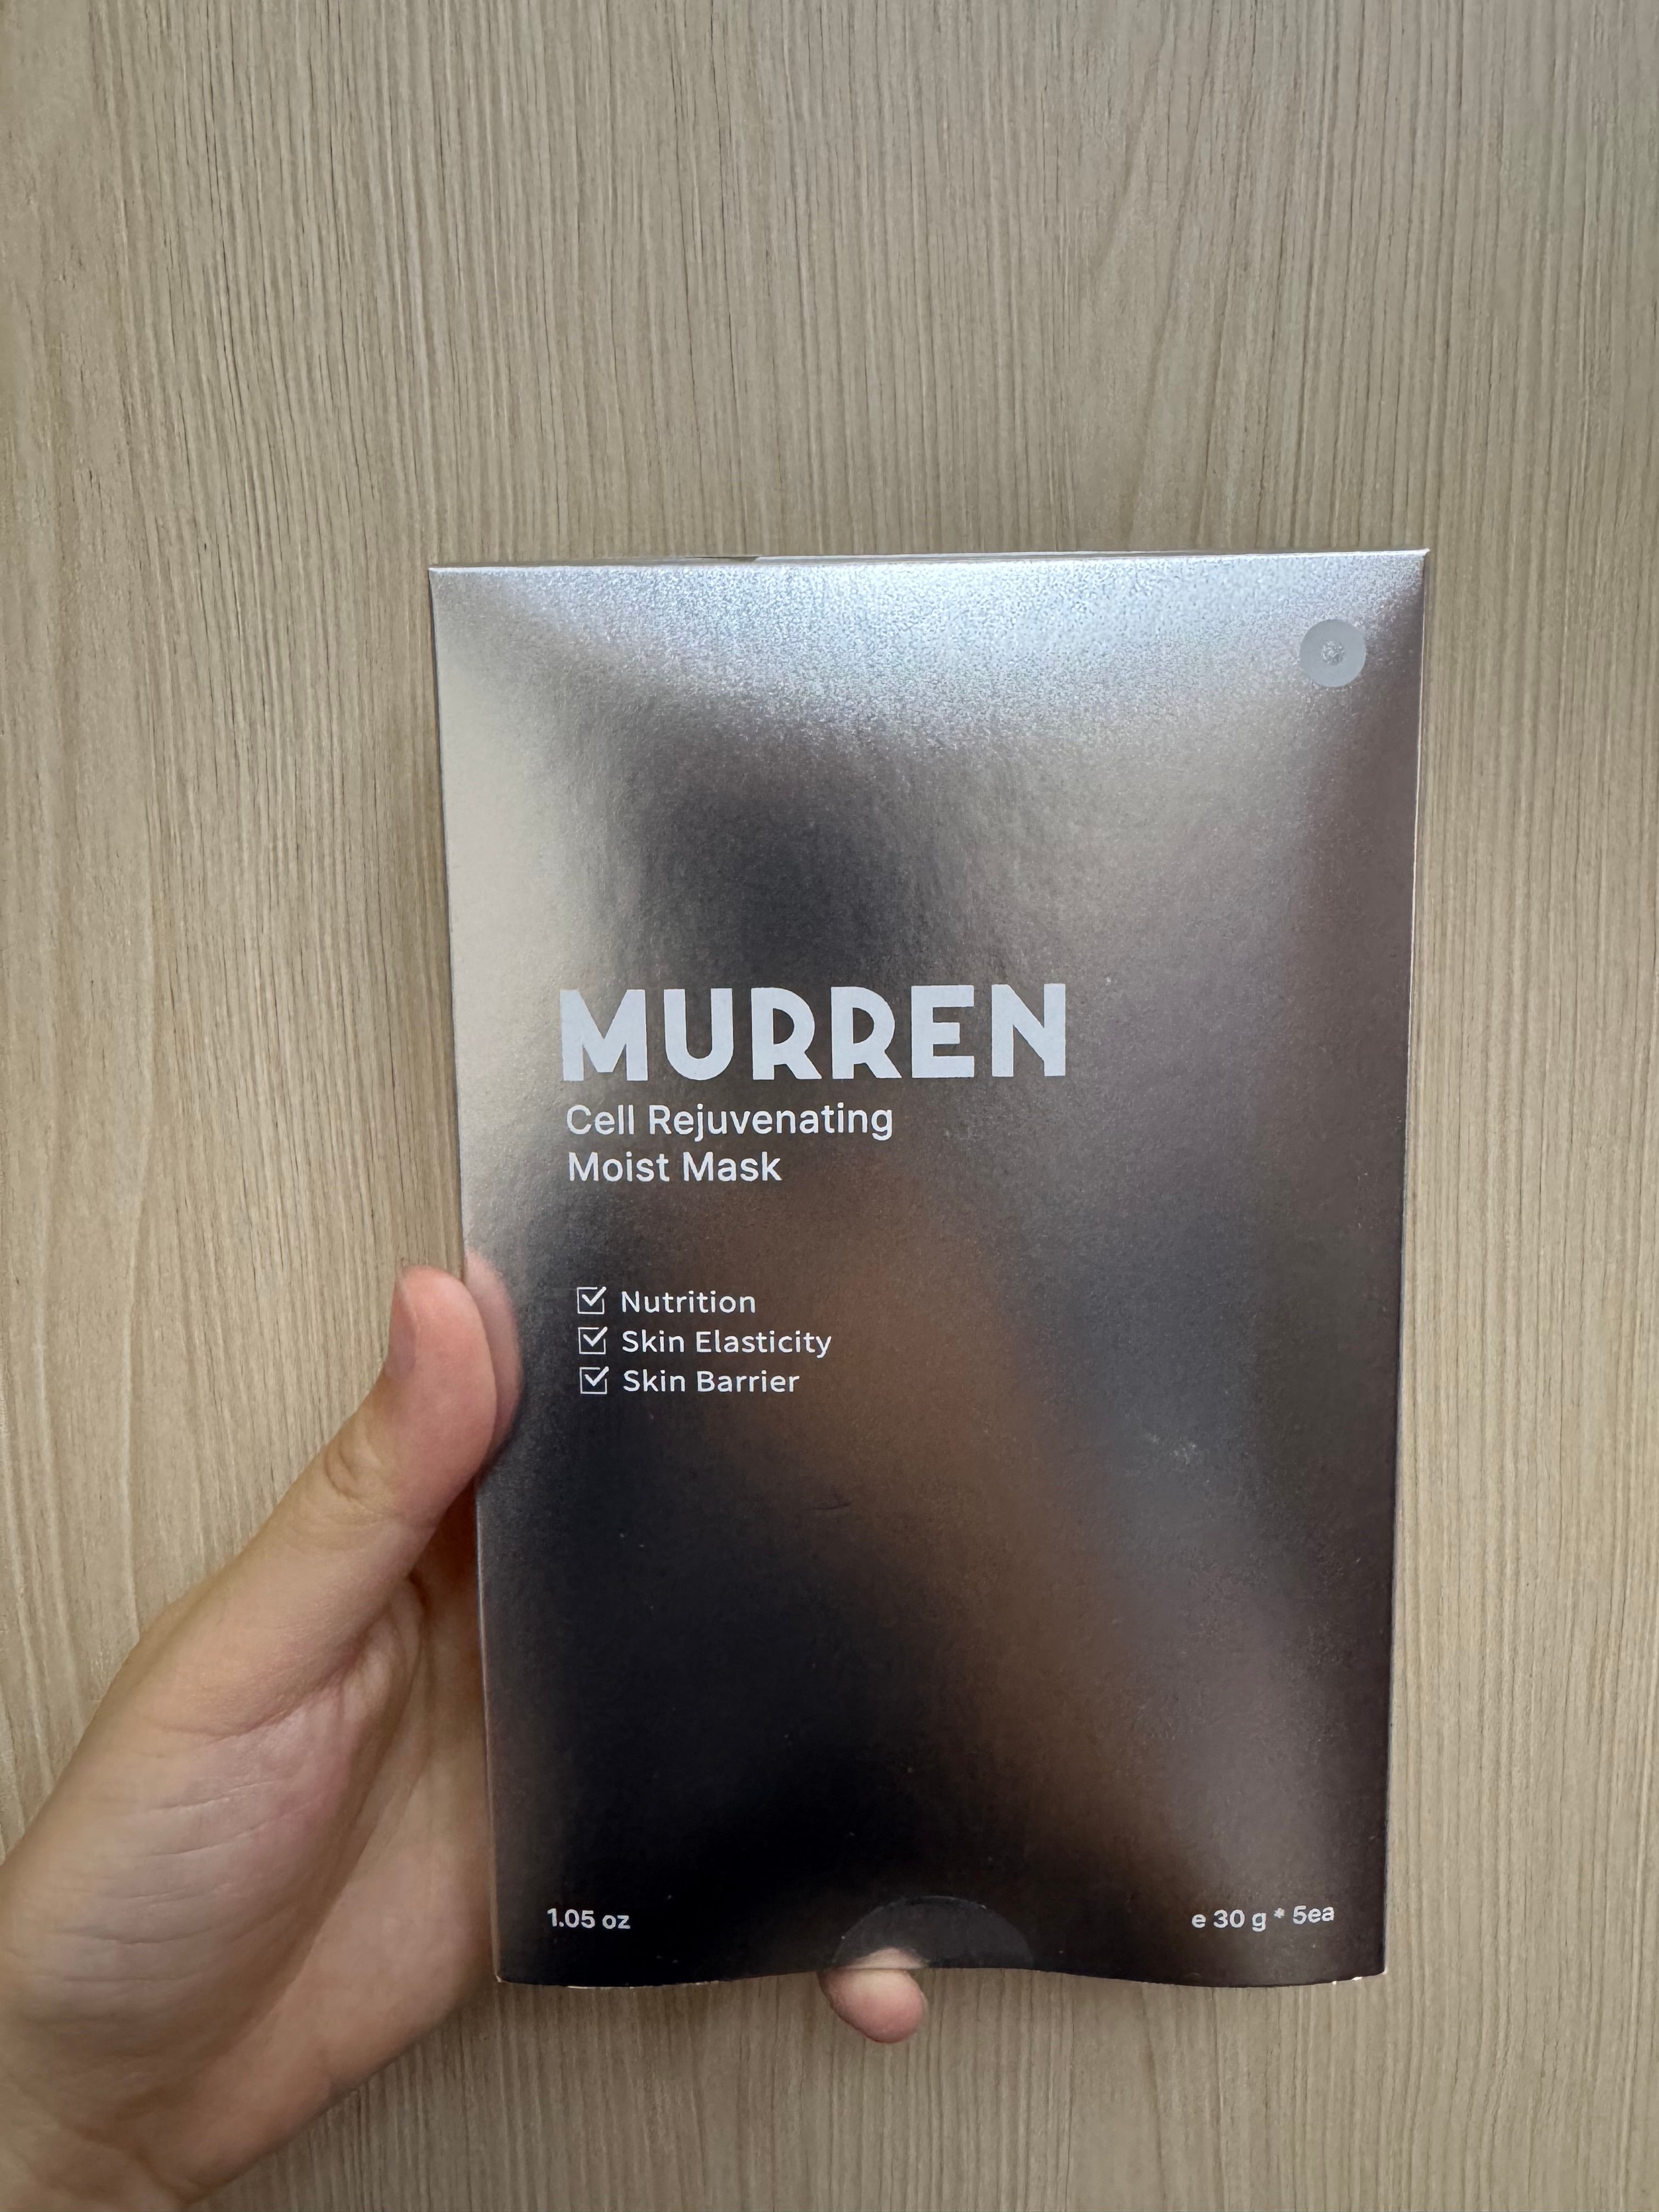 MURREN
Cell Rejuvenating
Moist Mask
Nutrition
Skin Elasticity
Skin Barrier
1.05 oz
e 30 g * 5ea